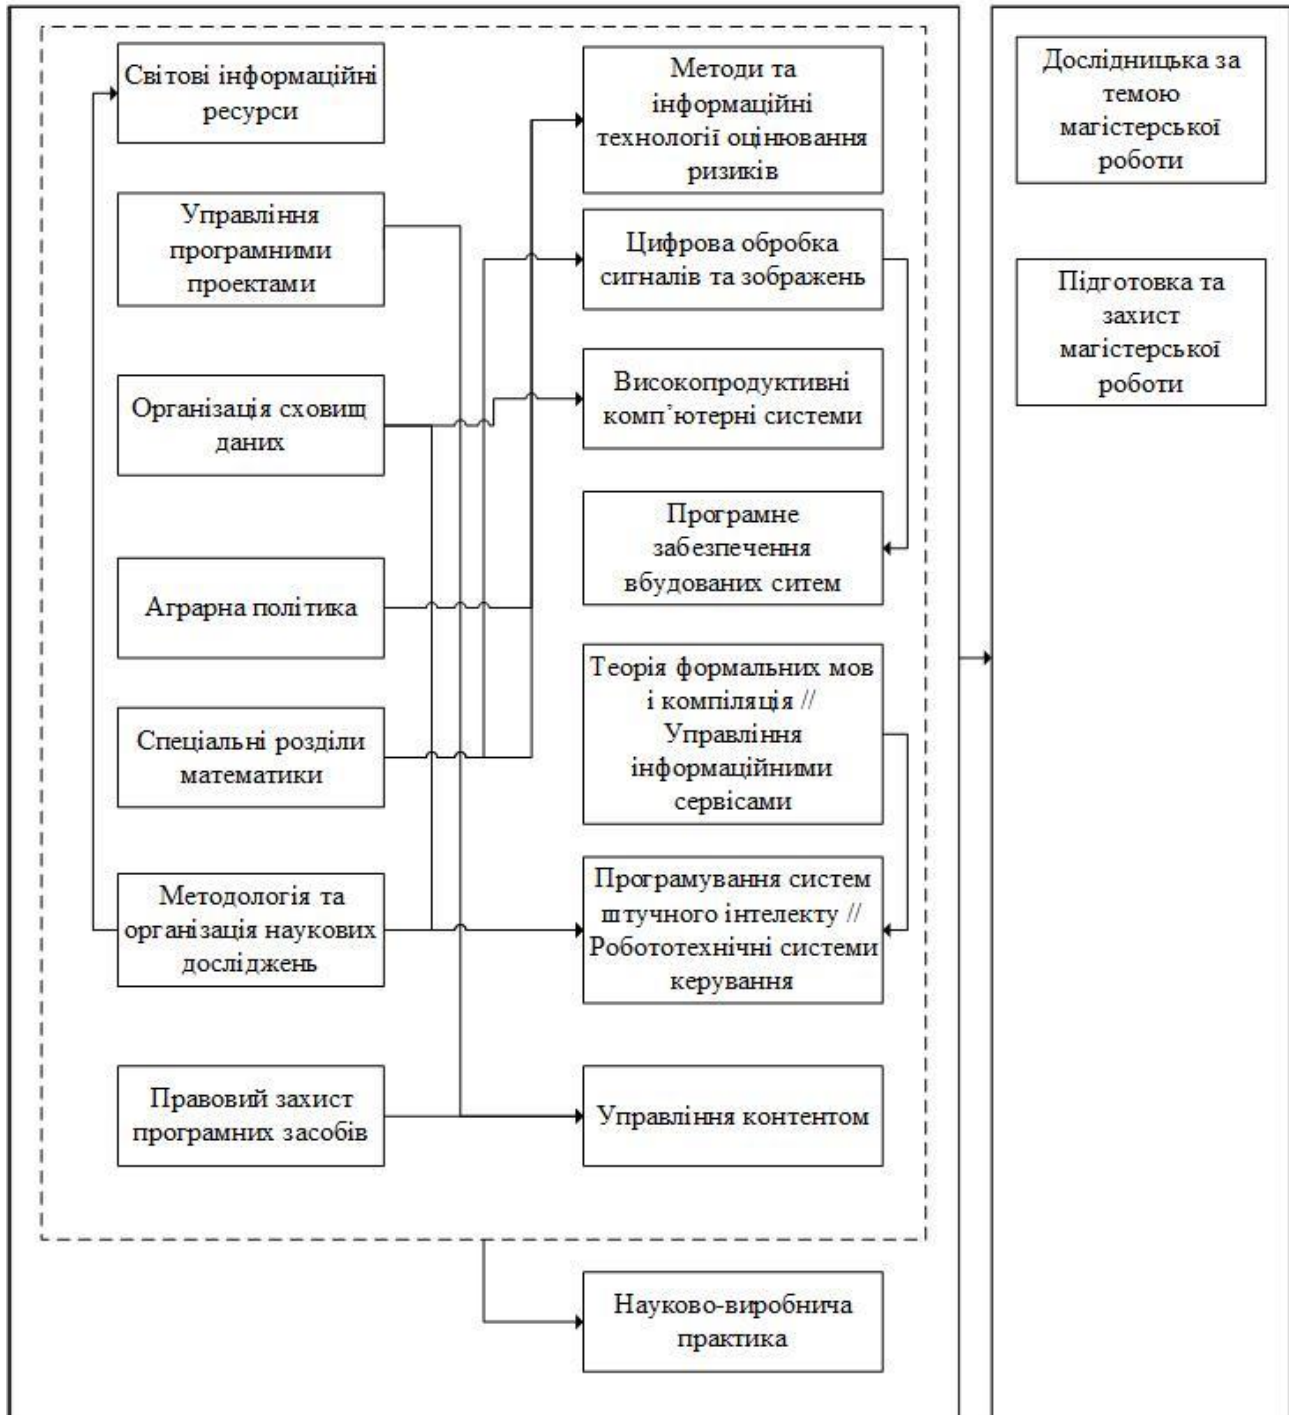 Світові інформаційні
ресурси
Управління
програмними
проектами
Організація сховищ
даних
Аграрна політика
Спеціальні розділи
математики
Методологія та
організація наукових
досліджень
Правовий захист
програмних засобів
Методи та
інформаційні
технології оцінювання
ризиків
Цифрова обробка
сигналів та зображень
Високопродуктивні
комп’ютерні системи
Програмне
забезпечення
вбудованих ситем
Теорія формальних мов
і компіляція //
Управління
інформаційними
сервісами
Програмування систем
штучного інтелекту //
Робототехнічні системи
керування
Управління контентом
Науково-виробнича
практика
Дослідницька за
темою
магістерської
роботи
Підготовка та
захист
магістерської
роботи